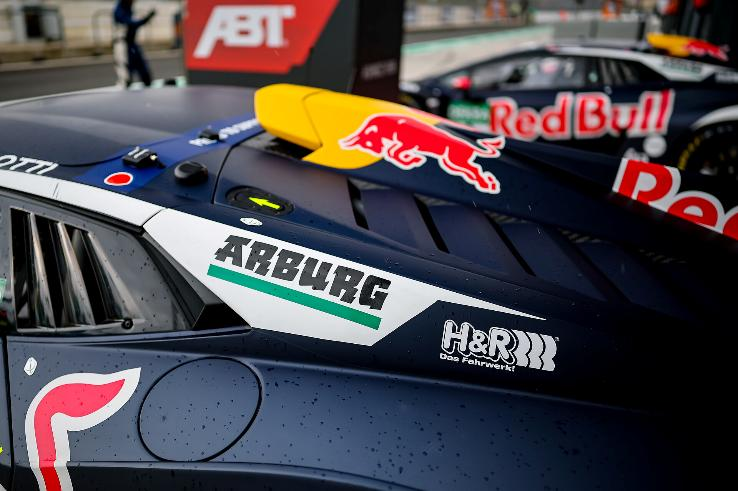 ABT
Red Bull
Red
OTTI
ARBURG
H&R
Das Fahrwerk!